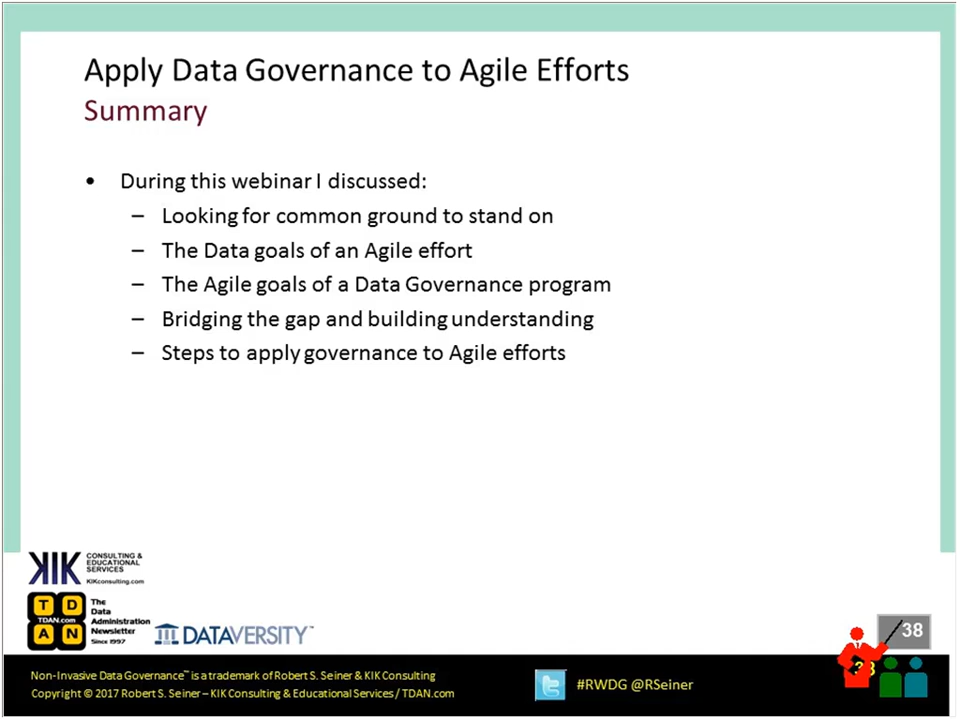 Apply Data Governance to Agile Efforts
Summary
• During this webinar I discussed:
– Looking for common ground to stand on
– The Data goals of an Agile effort
– The Agile goals of a Data Governance program
– Bridging the gap and building understanding
– Steps to apply governance to Agile efforts
KIK
CONSULTING &
EDUCATIONAL
SERVICES
KIKconsulting.com
T D
TDAN.com
A N
The
Data
Administration
Newsletter
Since 1997
DATAVERSITY™
38
38
Non-Invasive Data Governance™ is a trademark of Robert S. Seiner & KIK Consulting
Copyright © 2017 Robert S. Seiner – KIK Consulting & Educational Services / TDAN.com
#RWDG @RSeiner